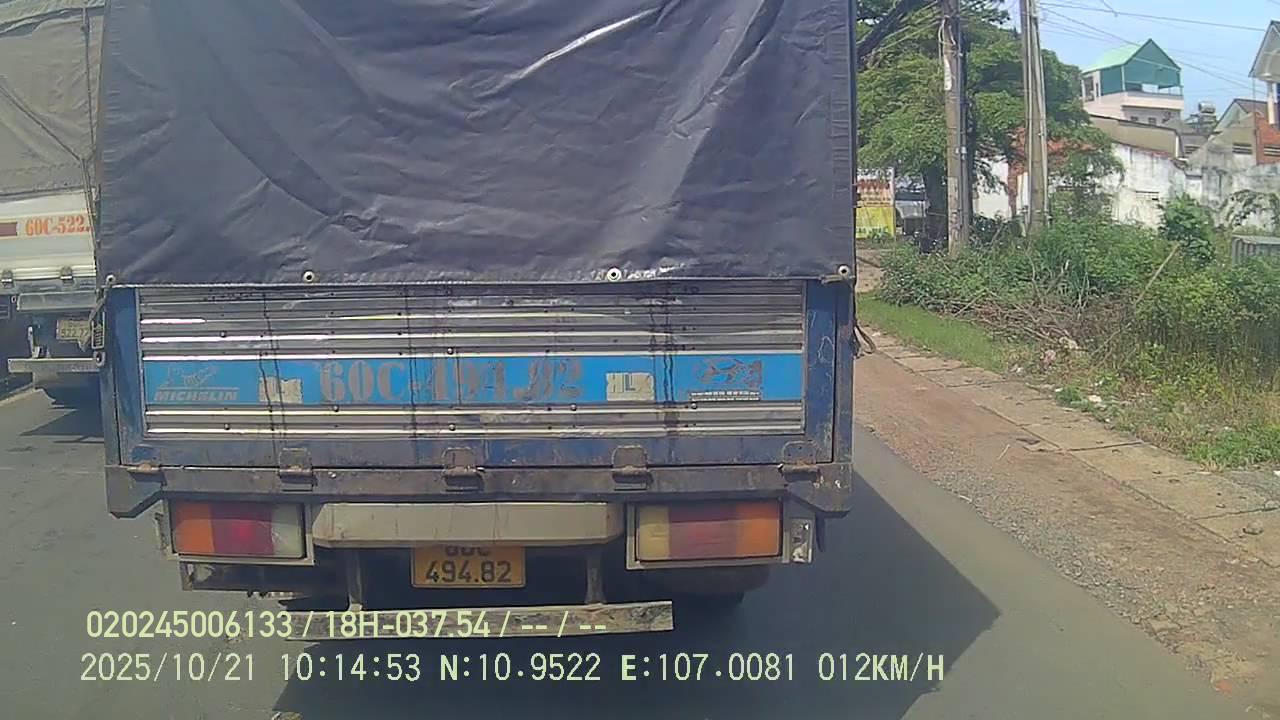 60C-522.
60C-494.82
MICHELIN
60C
494.82
020245006133 / 18H-037.54 / -- / --
2025/10/21 10:14:53 N:10.9522 E:107.0081 012KM/H